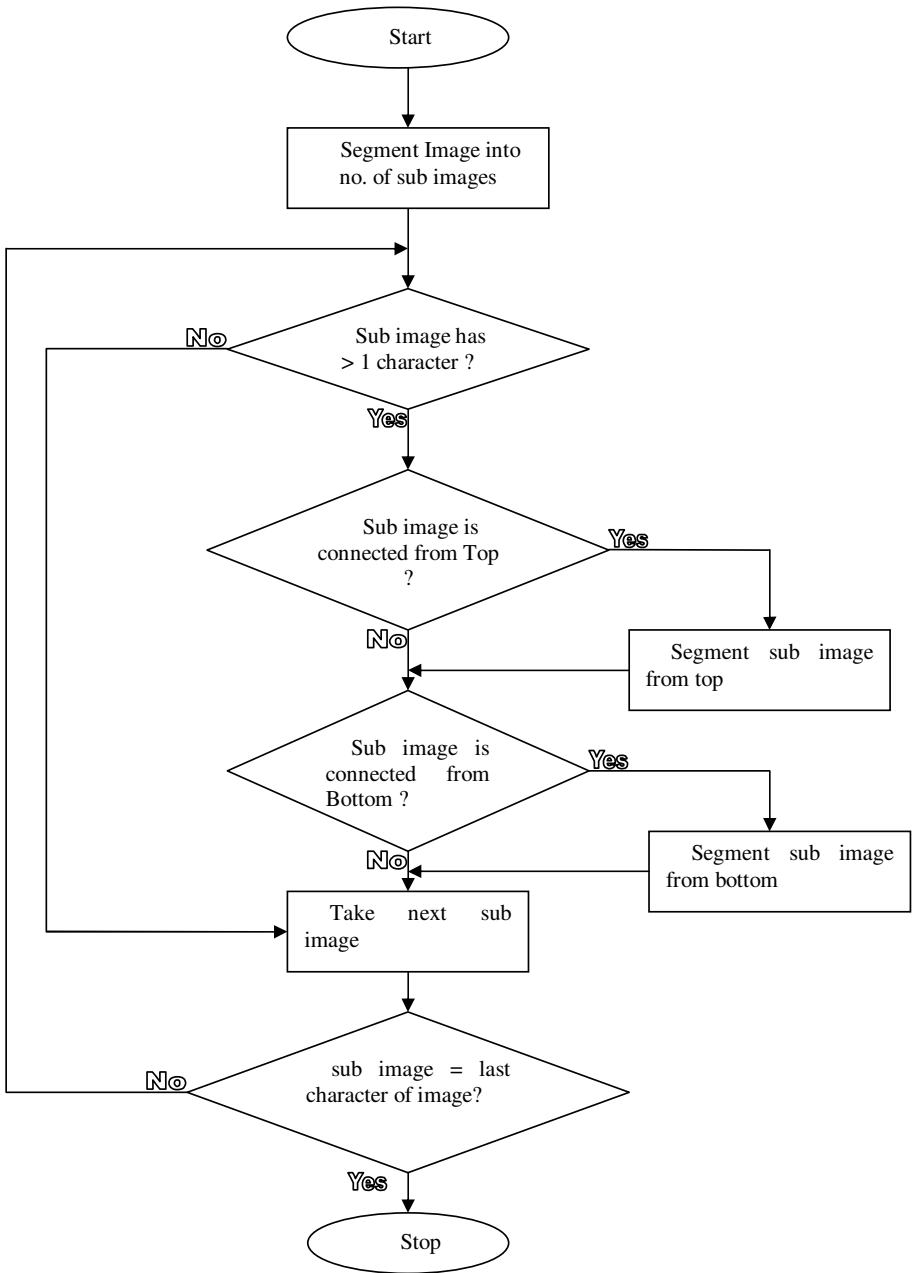 Start
Segment Image into
no. of sub images
No
Sub image has
> 1 character ?
Yes
Sub image is
connected from Top
?
Yes
No
Segment sub image
from top
Sub image is
connected from
Bottom ?
Yes
No
Segment sub image
from bottom
Take next sub
image
sub image = last
character of image?
No
Yes
Stop